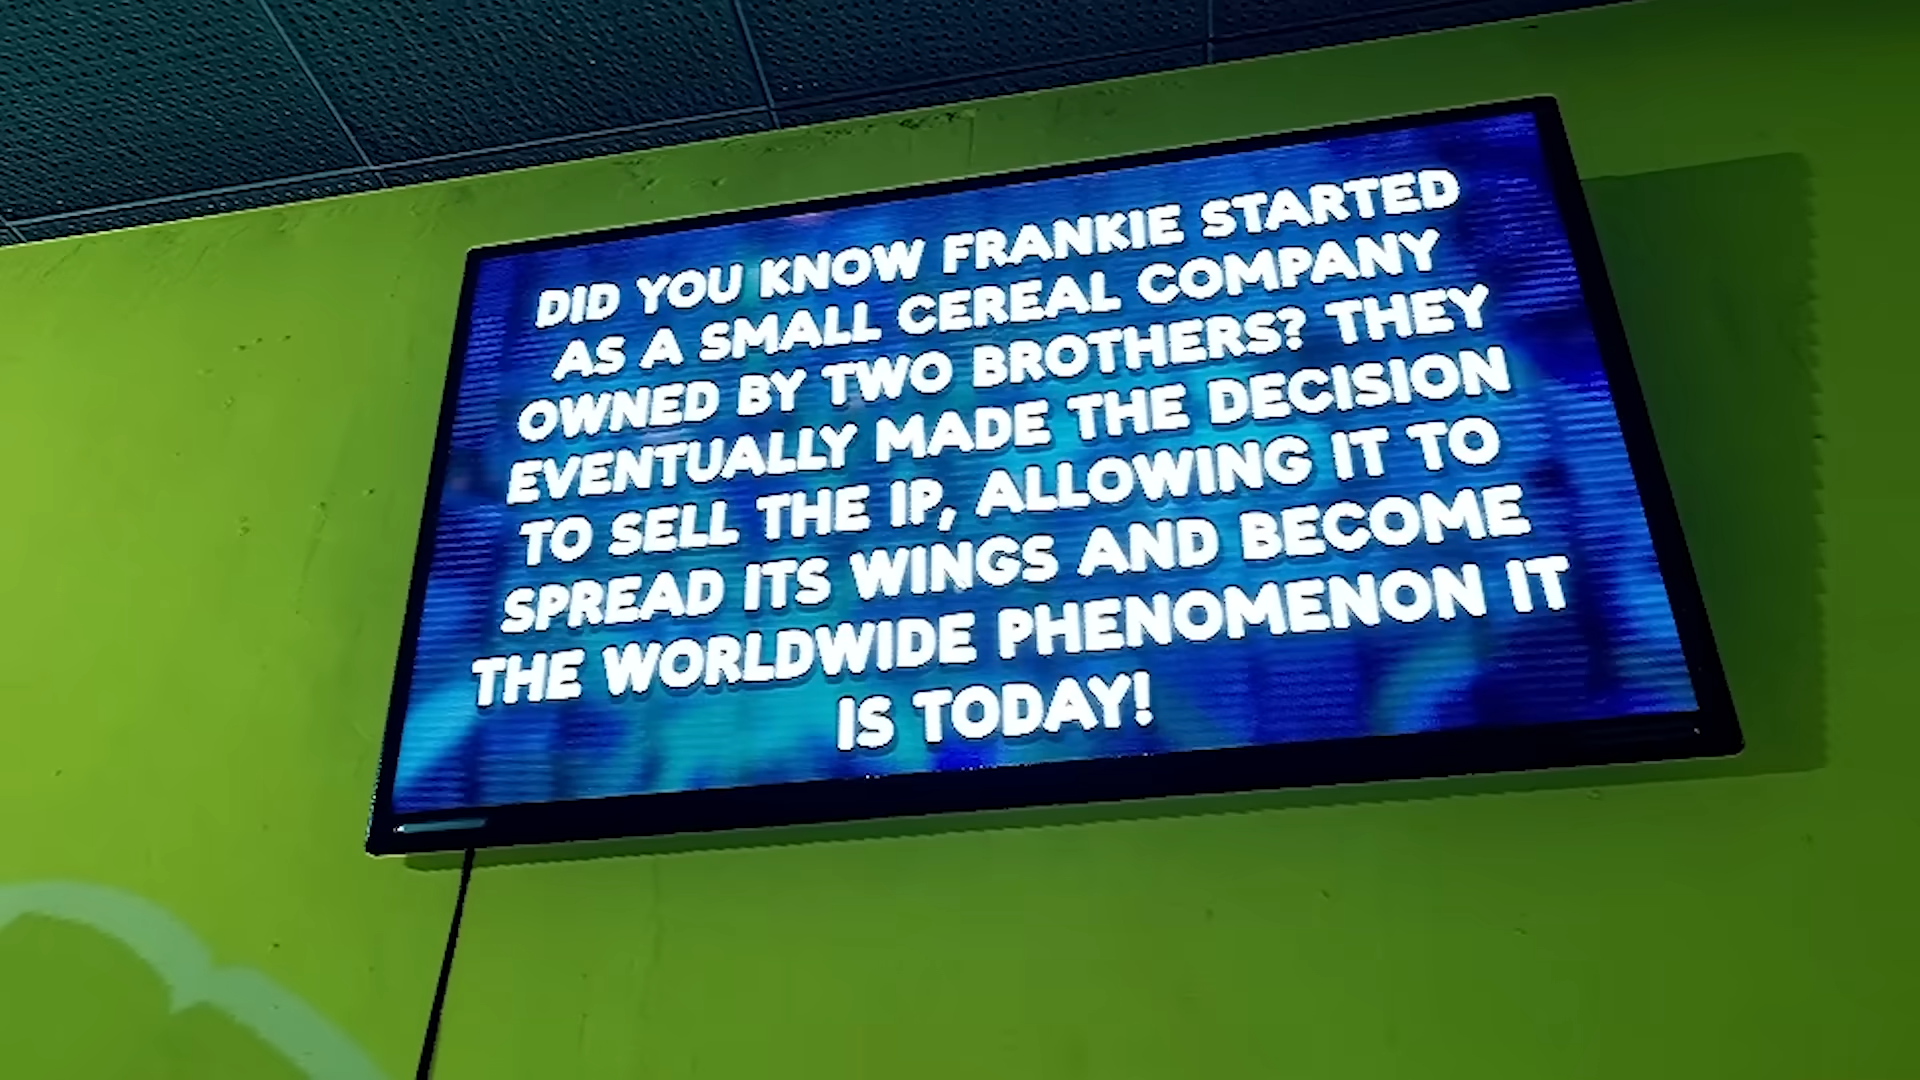 DID YOU KNOW FRANKIE STARTED
AS A SMALL CEREAL COMPANY
OWNED BY TWO BROTHERS? THEY
EVENTUALLY MADE THE DECISION
TO SELL THE IP, ALLOWING IT TO
SPREAD ITS WINGS AND BECOME
THE WORLDWIDE PHENOMENON IT
IS TODAY!